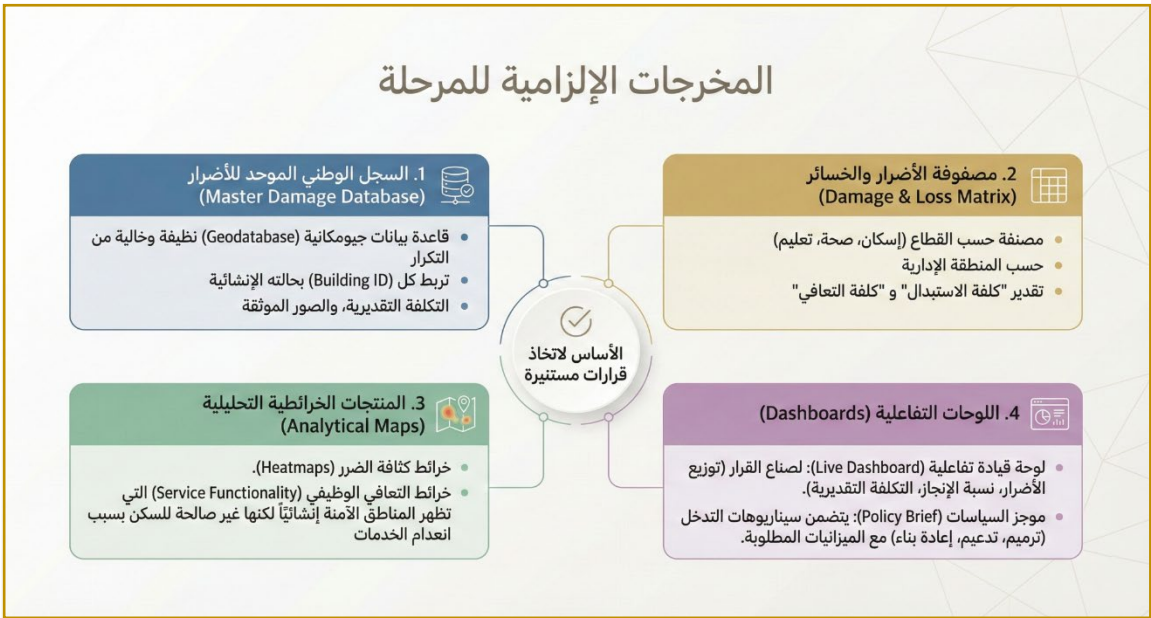 المخرجات الإلزامية للمرحلة
1. السجل الوطني الموحد للأضرار
(Master Damage Database)
• قاعدة بيانات جيومكانية (Geodatabase) نظيفة وخالية من
التكرار
• تربط كل (Building ID) بحالته الإنشائية
• التكلفة التقديرية، والصور الموثقة
2. مصفوفة الأضرار والخسائر
(Damage & Loss Matrix)
• مصنفة حسب القطاع (إسكان، صحة، تعليم)
• حسب المنطقة الإدارية
• تقدير "كلفة الاستبدال" و "كلفة التعافي"
الأساس لاتخاذ
قرارات مستنيرة
3. المنتجات الخرائطية التحليلية
(Analytical Maps)
• خرائط كثافة الضرر (Heatmaps).
• خرائط التعافي الوظيفي (Service Functionality) التي
تظهر المناطق الآمنة إنشائيًا لكنها غير صالحة للسكن بسبب
انعدام الخدمات
4. اللوحات التفاعلية (Dashboards)
• لوحة قيادة تفاعلية (Live Dashboard): لصناع القرار (توزيع
الأضرار، نسبة الإنجاز، التكلفة التقديرية).
• موجز السياسات (Policy Brief): يتضمن سيناريوهات التدخل
(ترميم، تدعيم، إعادة بناء) مع الميزانيات المطلوبة.